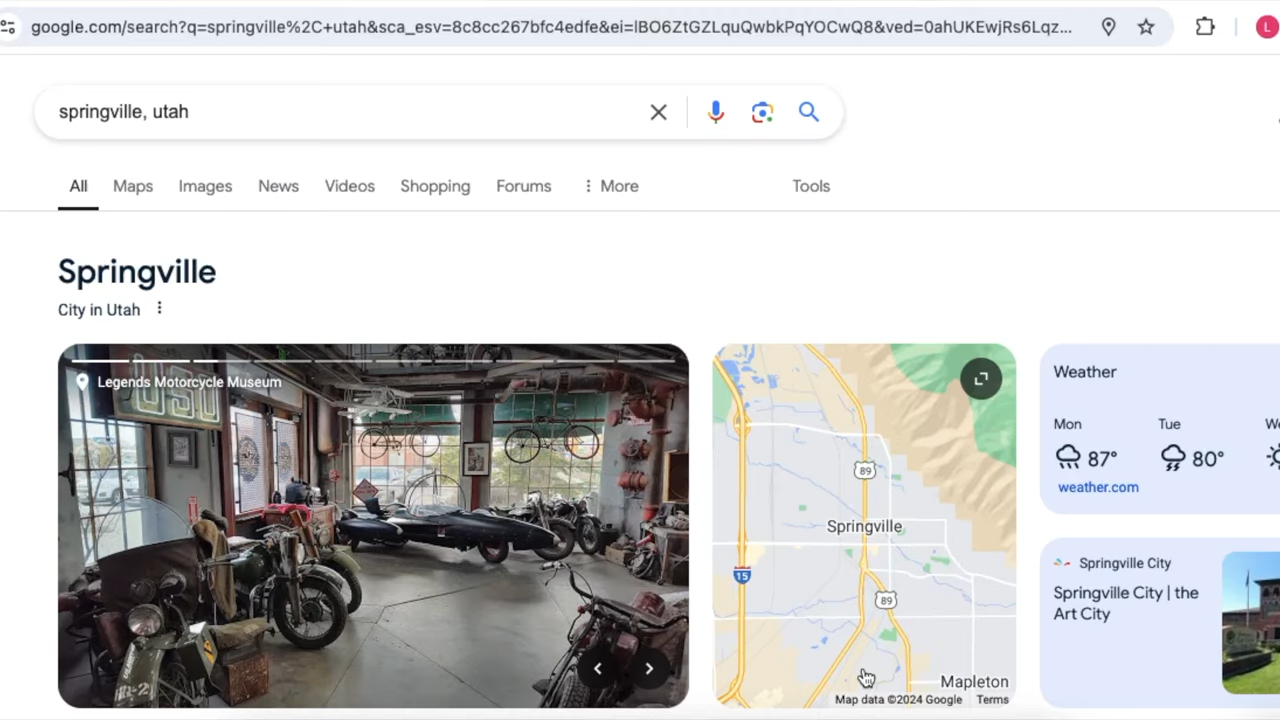 google.com/search?q=springville%2C+utah&sca_esv=8c8cc267bfc4edfe&ei=lBO6ZtGZLquQwbkPqYOCwQ8&ved=0ahUKEwjRs6Lqz...
L
springville, utah
All Maps Images News Videos Shopping Forums More Tools
Springville
City in Utah
Legends Motorcycle Museum
89
Springville
15
89
Mapleton
Map data ©2024 Google Terms
Weather
Mon Tue We
87° 80°
weather.com
Springville City
Springville City | the
Art City